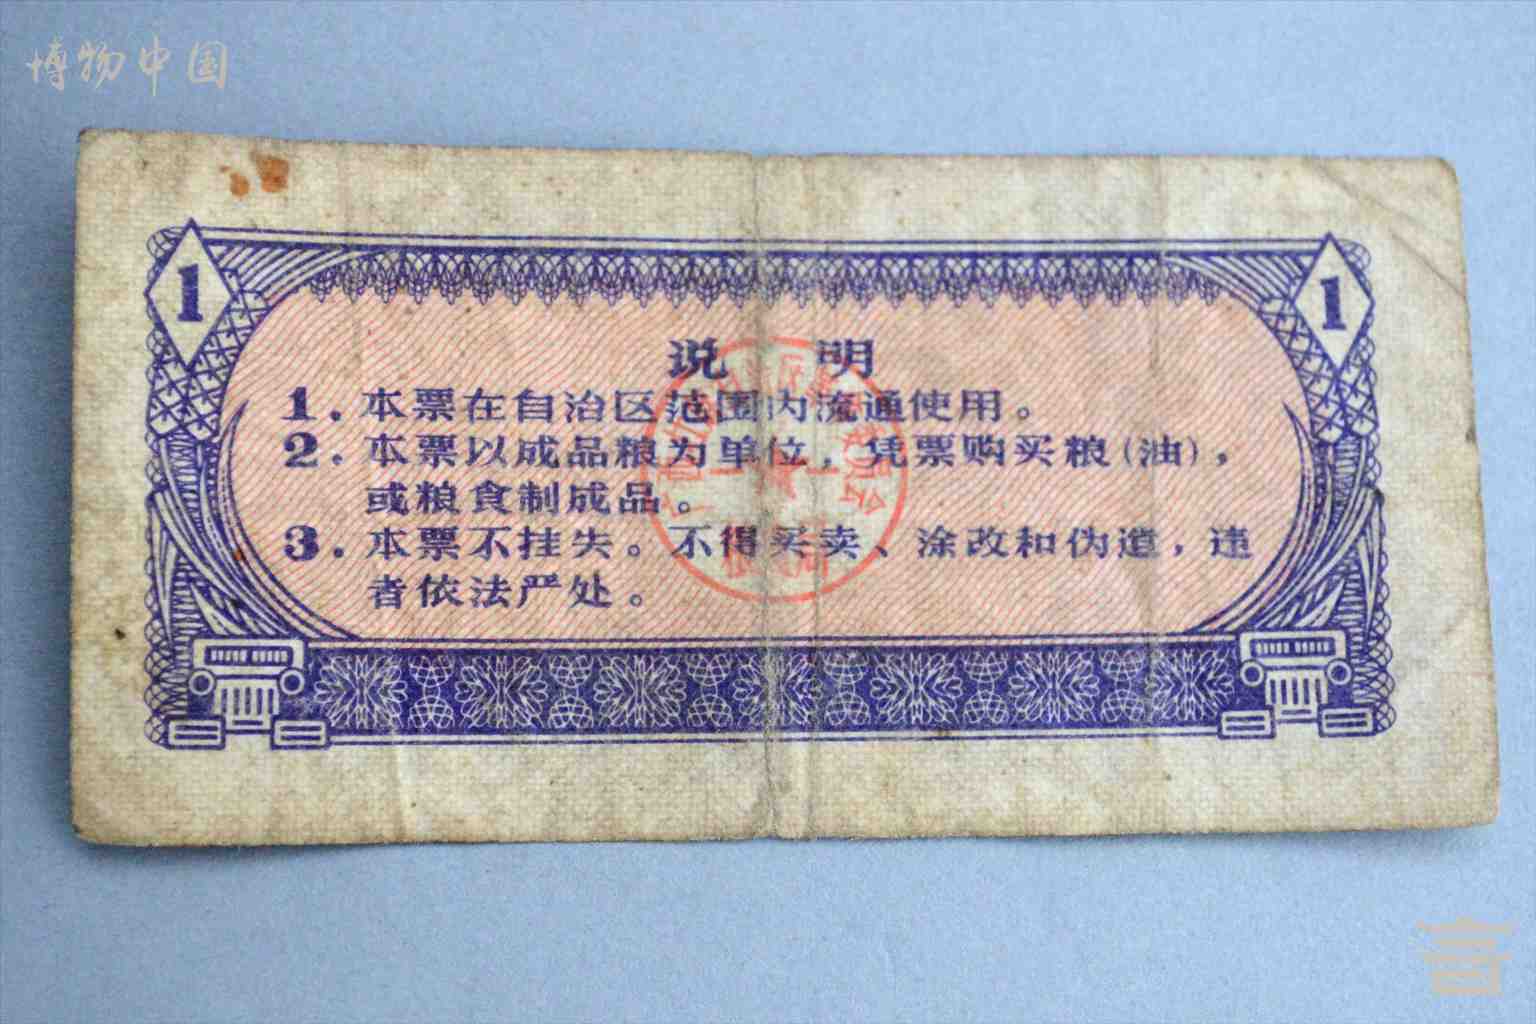 博物中国
1
1
说 明
1.本票在自治区范围内流通使用。
2.本票以成品粮为单位，凭票购买粮(油)，
或粮食制成品。
3.本票不挂失。不得买卖、涂改和伪造，违
者依法严处。